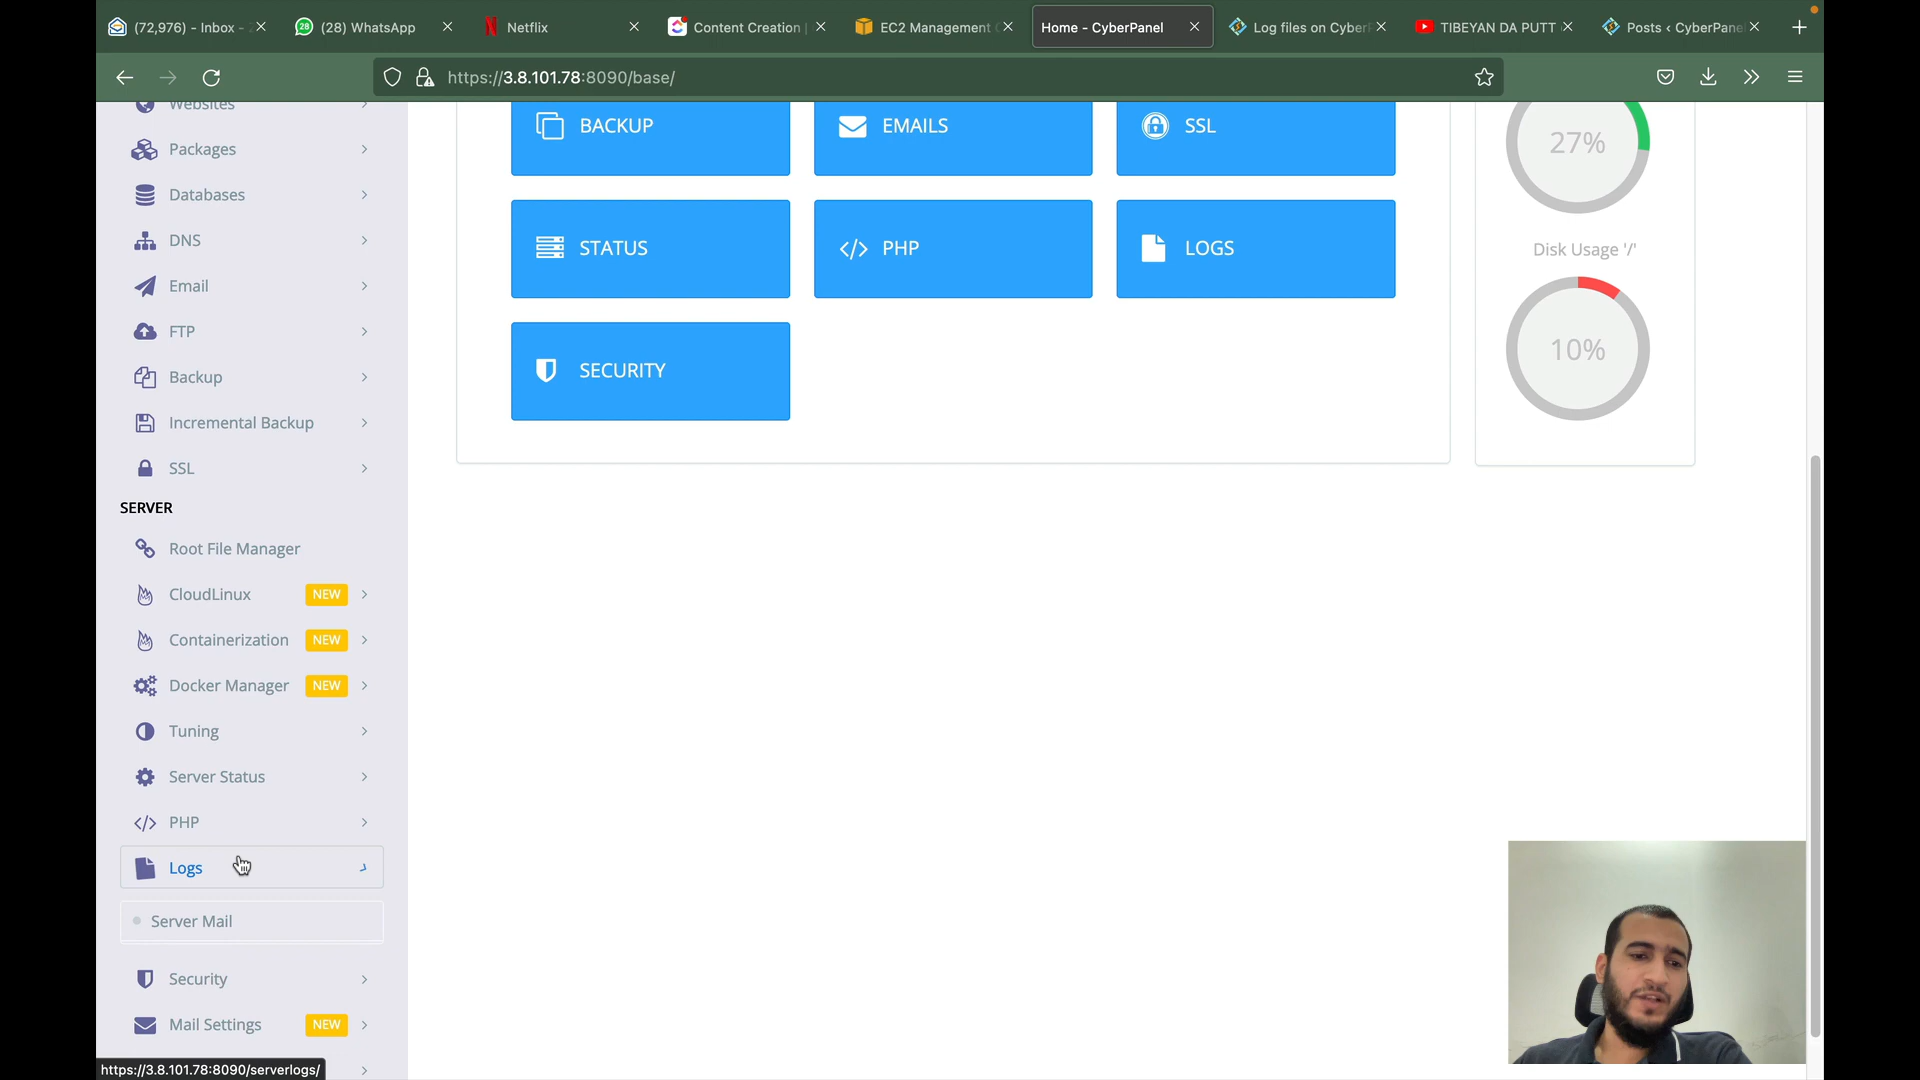 (72,976) - Inbox -
(28) WhatsApp
Netflix
Content Creation |
EC2 Management
Home - CyberPanel
Log files on Cyber
TIBEYAN DA PUTT
Posts ‹ CyberPane
https://3.8.101.78:8090/base/
Websites
Packages
Databases
DNS
Email
FTP
Backup
Incremental Backup
SSL
SERVER
Root File Manager
CloudLinux NEW
Containerization NEW
Docker Manager NEW
Tuning
Server Status
PHP
Logs
Server Mail
Security
Mail Settings NEW
https://3.8.101.78:8090/serverlogs/
BACKUP
EMAILS
SSL
STATUS
PHP
LOGS
SECURITY
27%
Disk Usage '/'
10%